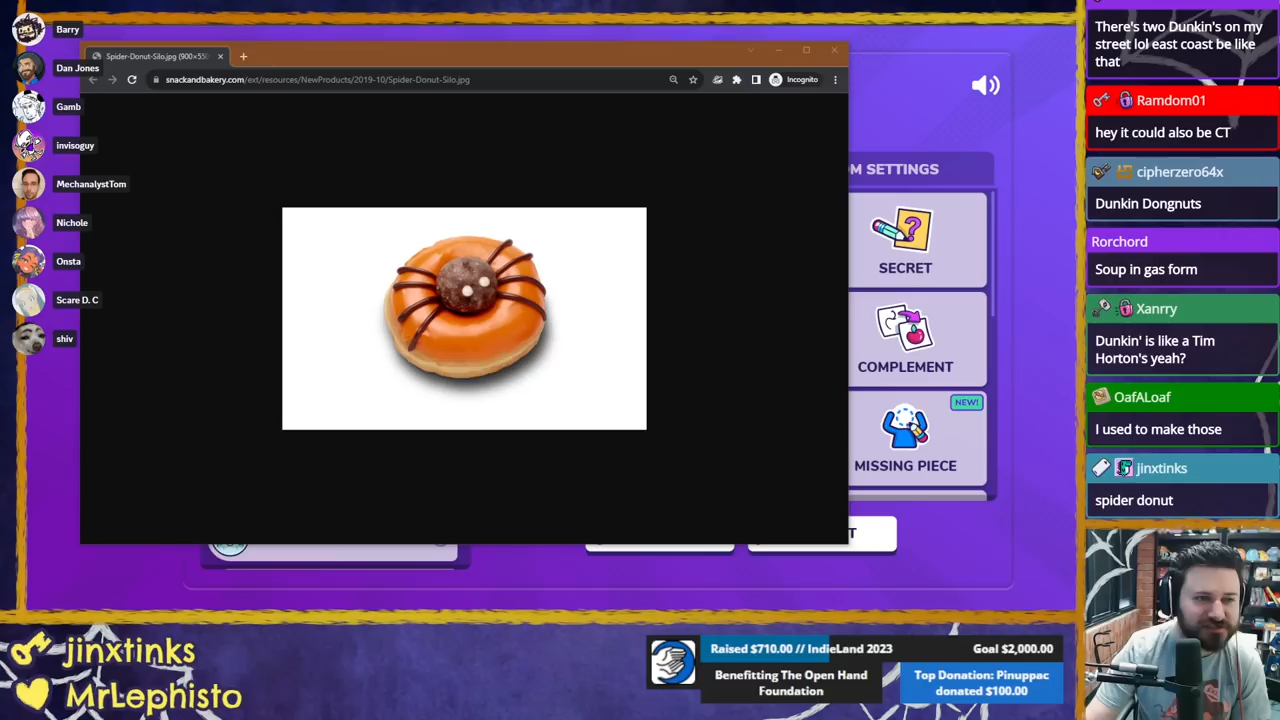 Barry
Dan Jones
Gamb
invisoguy
MechanalystTom
Nichole
Onsta
Scare D. C
shiv
Spider-Donut-Silo.jpg (900×55
snackandbakery.com/ext/resources/NewProducts/2019-10/Spider-Donut-Silo.jpg
Incognito
M SETTINGS
SECRET
COMPLEMENT
NEW!
MISSING PIECE
T
There's two Dunkin's on my
street lol east coast be like
that
Ramdom01
hey it could also be CT
cipherzero64x
Dunkin Dongnuts
Rorchord
Soup in gas form
Xanrry
Dunkin' is like a Tim
Horton's yeah?
OafALoaf
I used to make those
jinxtinks
spider donut
jinxtinks
MrLephisto
Raised $710.00 // IndieLand 2023
Goal $2,000.00
Benefitting The Open Hand
Foundation
Top Donation: Pinuppac
donated $100.00